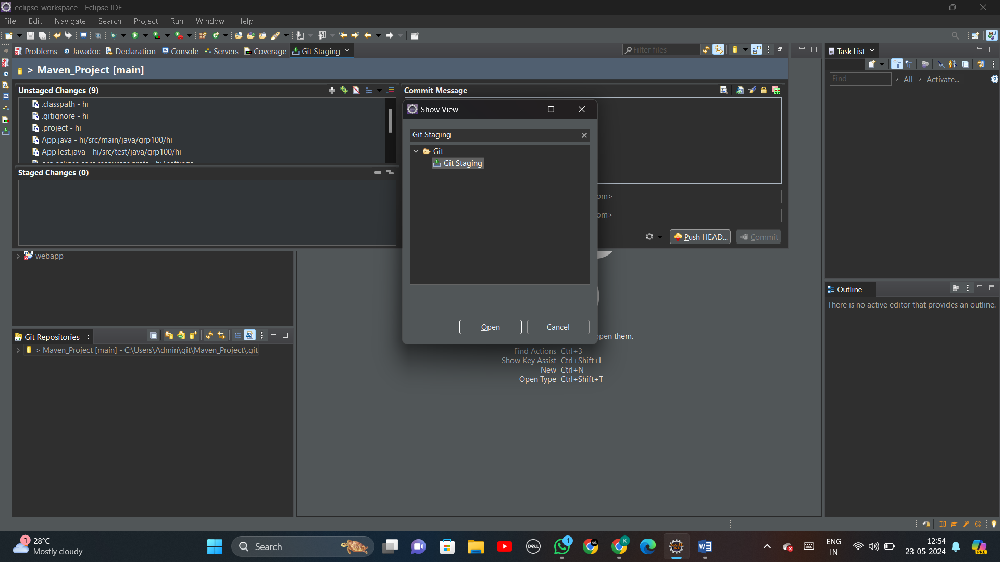 eclipse-workspace - Eclipse IDE
File Edit Navigate Search Project Run Window Help
Problems Javadoc Declaration Console Servers Coverage Git Staging
Filter files
Task List
> Maven_Project [main]
Find
All
Activate...
Unstaged Changes (9)
.classpath - hi
.gitignore - hi
.project - hi
App.java - hi/src/main/java/grp100/hi
AppTest.java - hi/src/test/java/grp100/hi
Staged Changes (0)
Commit Message
Show View
Git Staging
Git
Git Staging
Open
Cancel
om>
om>
Push HEAD...
Commit
webapp
Git Repositories
> Maven_Project [main] - C:\Users\Admin\git\Maven_Project\.git
pen them.
Find Actions Ctrl+3
Show Key Assist Ctrl+Shift+L
New Ctrl+N
Open Type Ctrl+Shift+T
Outline
There is no active editor that provides an outline.
1
28°C
Mostly cloudy
Search
DELL
1
K
PRE
ENG
IN
12:54
23-05-2024